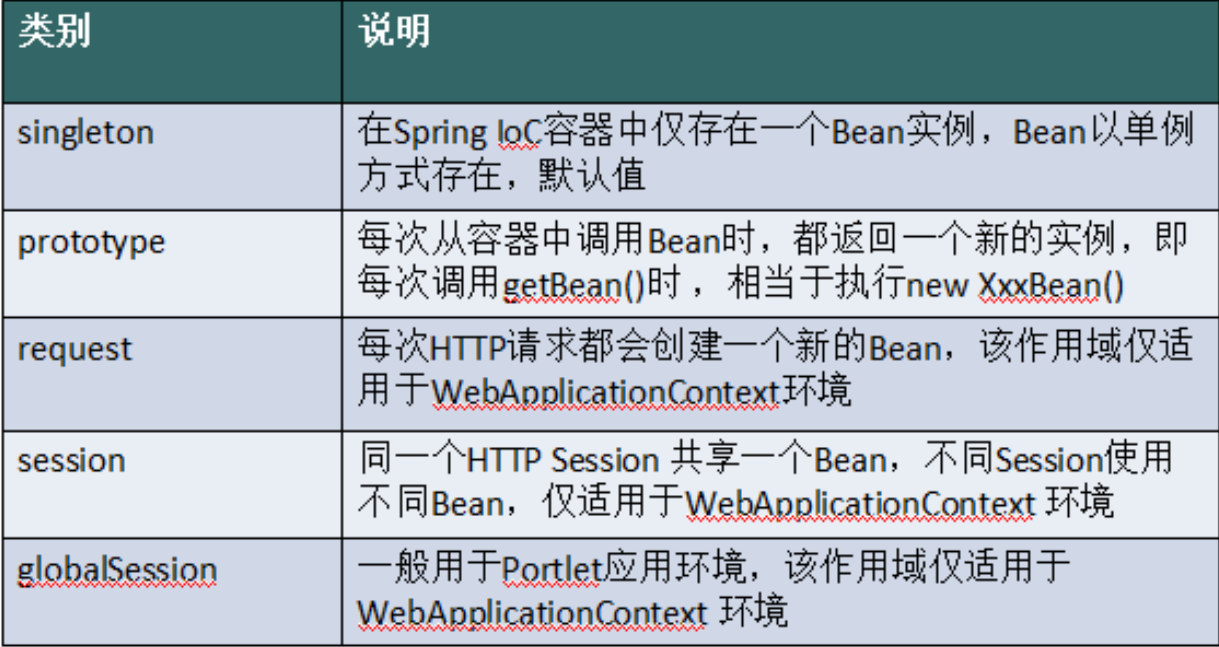 类别
说明
singleton
在Spring IoC容器中仅存在一个Bean实例，Bean以单例
方式存在，默认值
prototype
每次从容器中调用Bean时，都返回一个新的实例，即
每次调用getBean()时 ，相当于执行new XxxBean()
request
每次HTTP请求都会创建一个新的Bean，该作用域仅适
用于WebApplicationContext环境
session
同一个HTTP Session 共享一个Bean，不同Session使用
不同Bean，仅适用于WebApplicationContext 环境
globalSession
一般用于Portlet应用环境，该作用域仅适用于
WebApplicationContext 环境